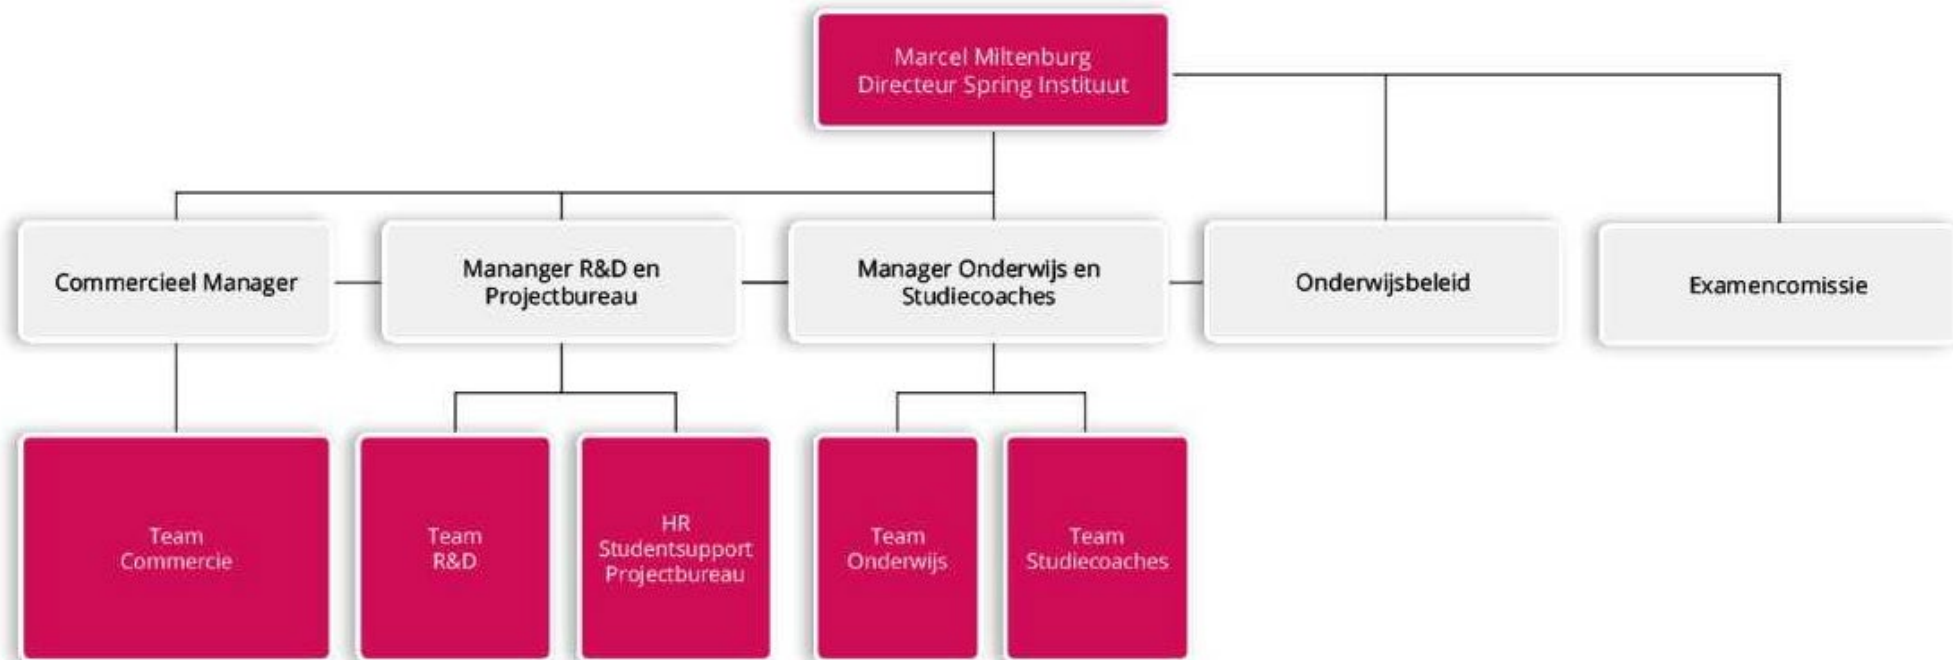 Marcel Miltenburg
Directeur Spring Instituut
Commercieel Manager
Mananger R&D en
Projectbureau
Manager Onderwijs en
Studiecoaches
Onderwijsbeleid
Examencomissie
Team
Commercie
Team
R&D
HR
Studentsupport
Projectbureau
Team
Onderwijs
Team
Studiecoaches